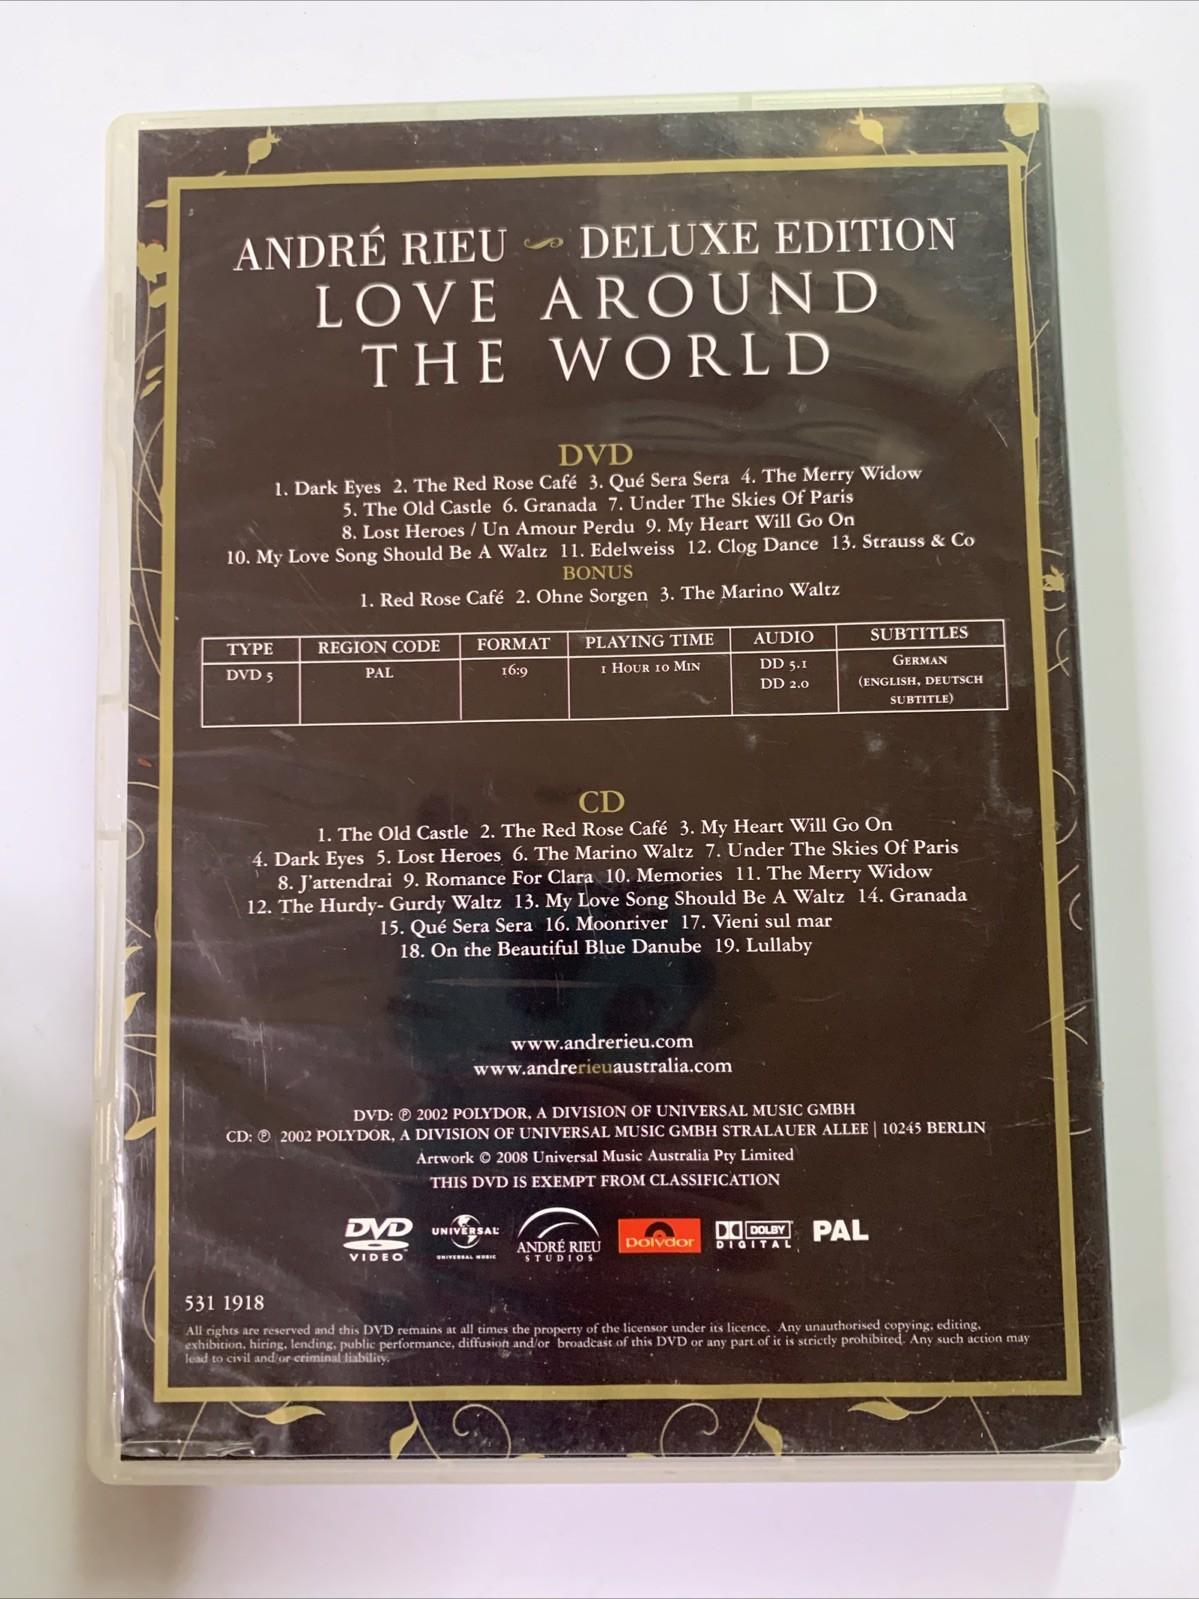 ANDRÉ RIEU DELUXE EDITION
LOVE AROUND
THE WORLD
DVD
1. Dark Eyes 2. The Red Rose Café 3. Qué Sera Sera 4. The Merry Widow
5. The Old Castle 6. Granada 7. Under The Skies Of Paris
8. Lost Heroes / Un Amour Perdu 9. My Heart Will Go On
10. My Love Song Should Be A Waltz 11. Edelweiss 12. Clog Dance 13. Strauss & Co
BONUS
1. Red Rose Café 2. Ohne Sorgen 3. The Marino Waltz
TYPE REGION CODE FORMAT PLAYING TIME AUDIO SUBTITLES
DVD 5 PAL 16:9 1 HOUR 10 MIN DD 5.1 GERMAN
DD 2.0 (ENGLISH, DEUTSCH
SUBTITLE)
CD
1. The Old Castle 2. The Red Rose Café 3. My Heart Will Go On
4. Dark Eyes 5. Lost Heroes 6. The Marino Waltz 7. Under The Skies Of Paris
8. J'attendrai 9. Romance For Clara 10. Memories 11. The Merry Widow
12. The Hurdy- Gurdy Waltz 13. My Love Song Should Be A Waltz 14. Granada
15. Qué Sera Sera 16. Moonriver 17. Vieni sul mar
18. On the Beautiful Blue Danube 19. Lullaby
www.andrerieu.com
www.andrerieuaustralia.com
DVD: ℗ 2002 POLYDOR, A DIVISION OF UNIVERSAL MUSIC GMBH
CD: ℗ 2002 POLYDOR, A DIVISION OF UNIVERSAL MUSIC GMBH STRALAUER ALLEE | 10245 BERLIN
Artwork © 2008 Universal Music Australia Pty Limited
THIS DVD IS EXEMPT FROM CLASSIFICATION
DVD VIDEO UNIVERSAL UNIVERSAL MUSIC ANDRÉ RIEU STUDIOS Polydor DOLBY DIGITAL PAL
531 1918
All rights are reserved and this DVD remains at all times the property of the licensor under its licence. Any unauthorised copying, editing,
exhibition, hiring, lending, public performance, diffusion and/or broadcast of this DVD or any part of it is strictly prohibited. Any such action may
lead to civil and/or criminal liability.